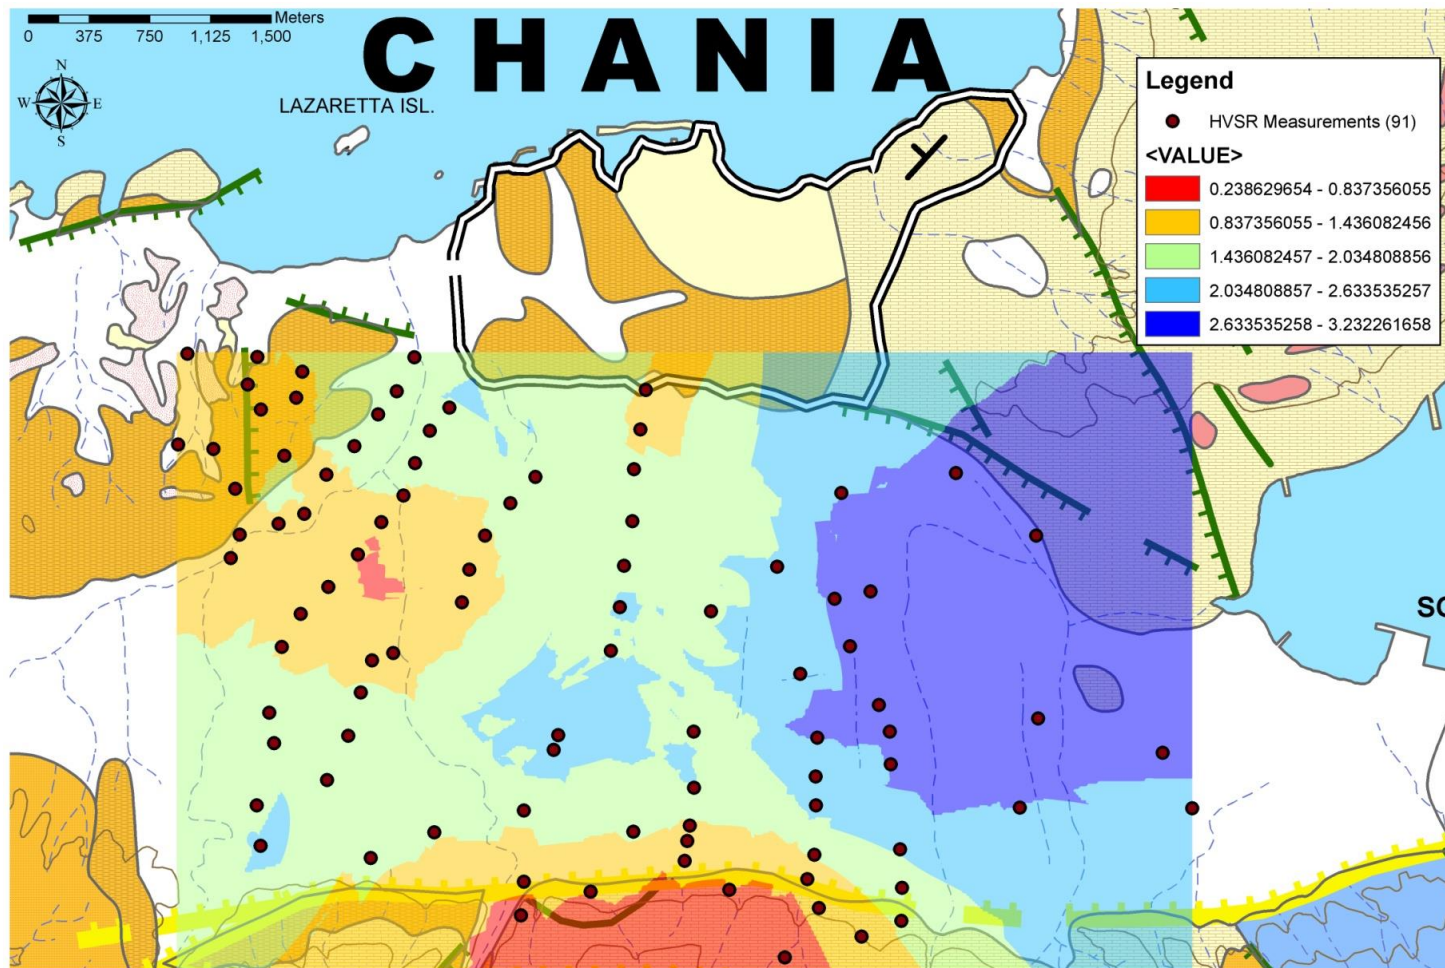 Meters
0 375 750 1,125 1,500
CHANIA
N
W E
S
LAZARETTA ISL.
Legend
HVSR Measurements (91)
<VALUE>
0.238629654 - 0.837356055
0.837356055 - 1.436082456
1.436082457 - 2.034808856
2.034808857 - 2.633535257
2.633535258 - 3.232261658